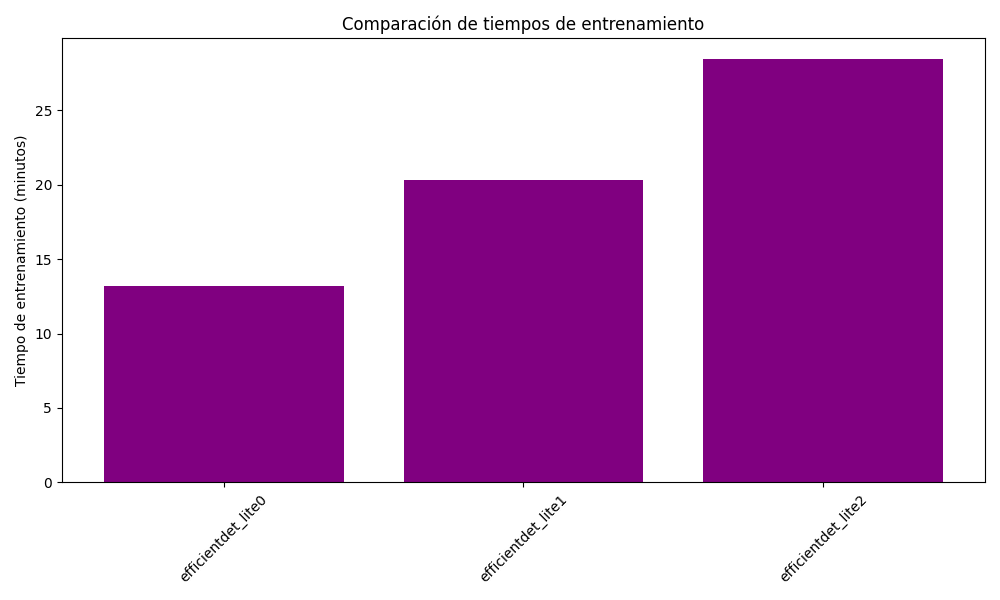 Comparación de tiempos de entrenamiento
Tiempo de entrenamiento (minutos)
25
20
15
10
5
0
efficientdet_lite0
efficientdet_lite1
efficientdet_lite2